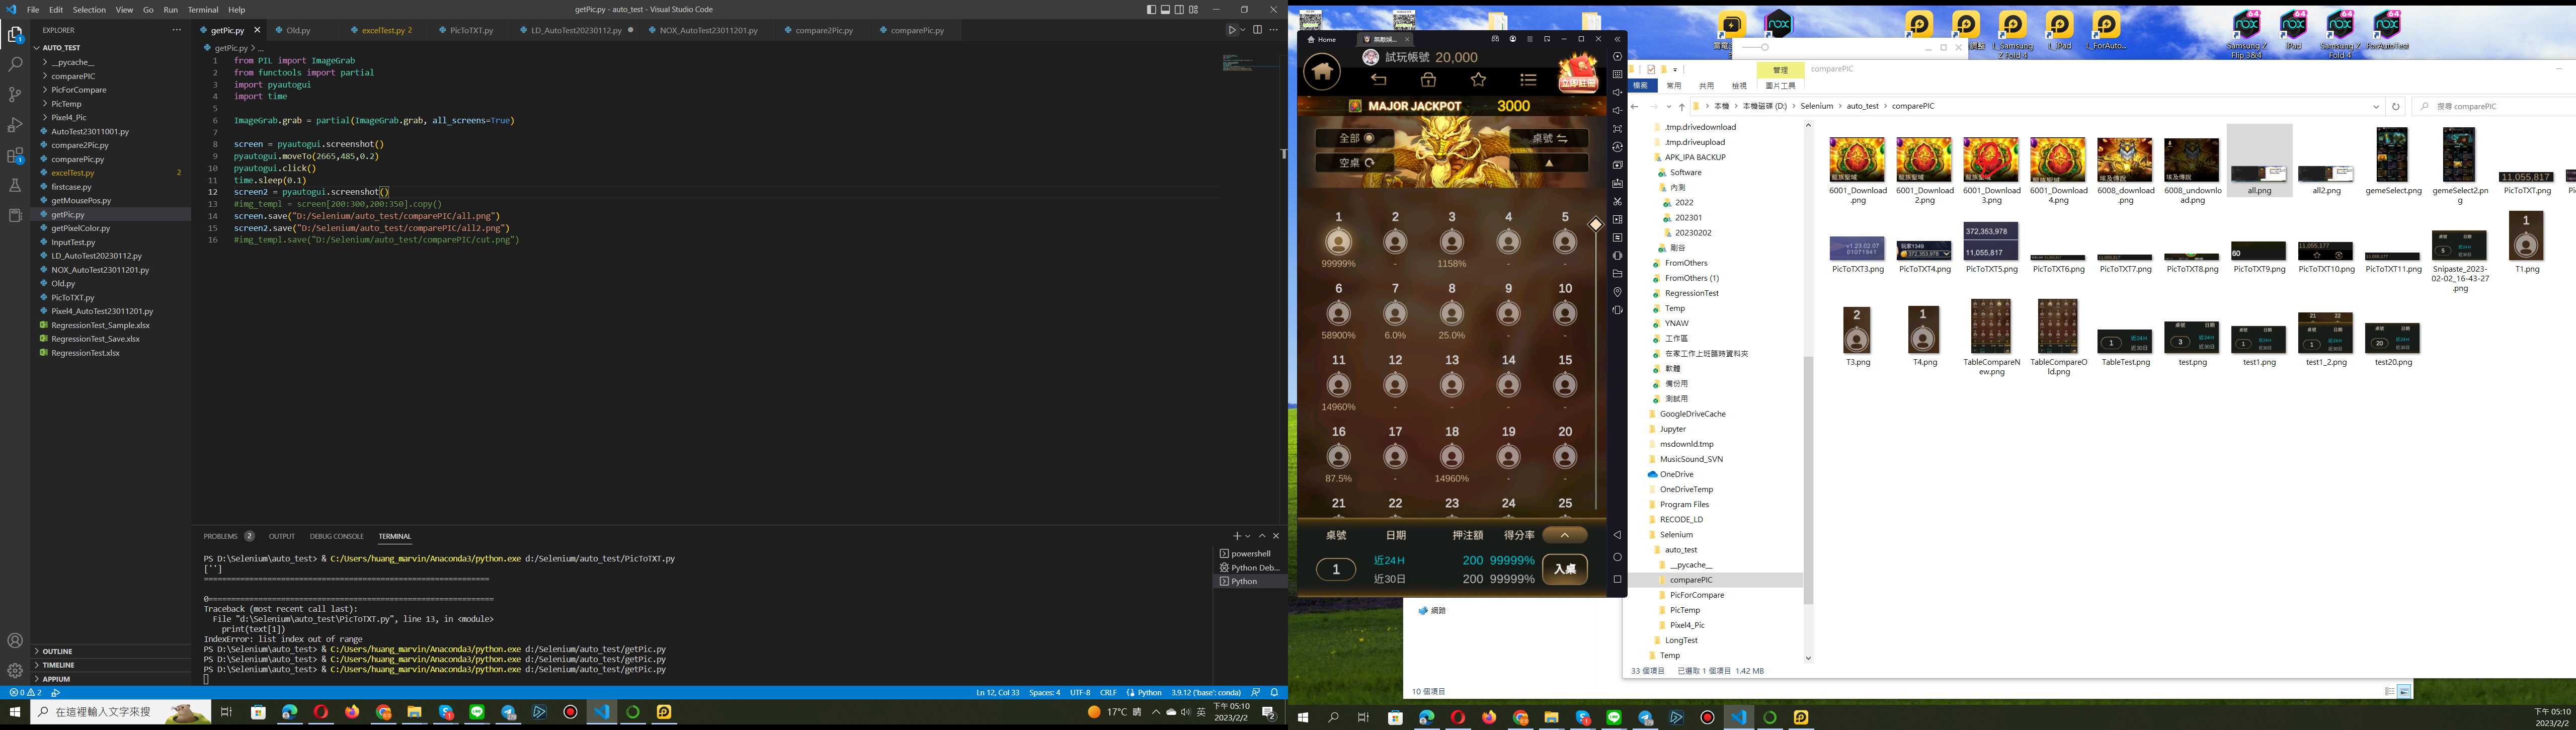 File Edit Selection View Go Run Terminal Help
getPic.py - auto_test - Visual Studio Code
EXPLORER
AUTO_TEST
__pycache__
comparePIC
PicForCompare
PicTemp
Pixel4_Pic
AutoTest23011001.py
compare2Pic.py
comparePic.py
excelTest.py 2
firstcase.py
getMousePos.py
getPic.py
getPixelColor.py
InputTest.py
LD_AutoTest20230112.py
NOX_AutoTest23011201.py
Old.py
PicToTXT.py
Pixel4_AutoTest23011201.py
RegressionTest_Sample.xlsx
RegressionTest_Save.xlsx
RegressionTest.xlsx
OUTLINE
TIMELINE
APPIUM
getPic.py Old.py excelTest.py 2 PicToTXT.py LD_AutoTest20230112.py NOX_AutoTest23011201.py compare2Pic.py comparePic.py
getPic.py > ...
1 from PIL import ImageGrab
2 from functools import partial
3 import pyautogui
4 import time
5
6 ImageGrab.grab = partial(ImageGrab.grab, all_screens=True)
7
8 screen = pyautogui.screenshot()
9 pyautogui.moveTo(2665,485,0.2)
10 pyautogui.click()
11 time.sleep(0.1)
12 screen2 = pyautogui.screenshot()
13 #img_templ = screen[200:300,200:350].copy()
14 screen.save("D:/Selenium/auto_test/comparePIC/all.png")
15 screen2.save("D:/Selenium/auto_test/comparePIC/all2.png")
16 #img_templ.save("D:/Selenium/auto_test/comparePIC/cut.png")
PROBLEMS 2 OUTPUT DEBUG CONSOLE TERMINAL
PS D:\Selenium\auto_test> & C:/Users/huang_marvin/Anaconda3/python.exe d:/Selenium/auto_test/PicToTXT.py
['']
Traceback (most recent call last):
File "d:\Selenium\auto_test\PicToTXT.py", line 13, in <module>
print(text[1])
IndexError: list index out of range
PS D:\Selenium\auto_test> & C:/Users/huang_marvin/Anaconda3/python.exe d:/Selenium/auto_test/getPic.py
PS D:\Selenium\auto_test> & C:/Users/huang_marvin/Anaconda3/python.exe d:/Selenium/auto_test/getPic.py
PS D:\Selenium\auto_test> & C:/Users/huang_marvin/Anaconda3/python.exe d:/Selenium/auto_test/getPic.py
powershell
Python Deb...
Python
0 2
Ln 12, Col 33 Spaces: 4 UTF-8 CRLF Python 3.9.12 ('base': conda)
在這裡輸入文字來搜
17°C 晴 英 下午 05:10
2023/2/2
Home
試玩帳號 20,000
立即註冊
MAJOR JACKPOT 3000
全部 桌號
空桌
1 2 3 4 5
99999% - 1158% - -
6 7 8 9 10
58900% 6.0% 25.0% - -
11 12 13 14 15
14960% - - - -
16 17 18 19 20
87.5% - 14960% - -
21 22 23 24 25
桌號 日期 押注額 得分率
1 近24H 200 99999% 入桌
近30日 200 99999%
Samsung Z Fold 4
iPad
L_ForAuto...
Samsung Z Flip 3&4
iPad
Samsung Z Fold 4
ForAutoTest
管理 comparePIC
檔案 常用 共用 檢視 圖片工具
本機 > 本機磁碟 (D:) > Selenium > auto_test > comparePIC
搜尋 comparePIC
.tmp.drivedownload
.tmp.driveupload
APK_IPA BACKUP
Software
內測
2022
202301
20230202
剛谷
FromOthers
FromOthers (1)
RegressionTest
Temp
YNAW
工作區
在家工作上班臨時資料夾
軟體
備份用
測試用
GoogleDriveCache
Jupyter
msdownld.tmp
MusicSound_SVN
OneDrive
OneDriveTemp
Program Files
RECODE_LD
Selenium
auto_test
__pycache__
comparePIC
PicForCompare
PicTemp
Pixel4_Pic
LongTest
Temp
6001_Download.png
6001_Download2.png
6001_Download3.png
6001_Download4.png
6008_download.png
6008_undownload.png
all.png
all2.png
gemeSelect.png
gemeSelect2.png
PicToTXT.png
PicToTXT3.png
PicToTXT4.png
PicToTXT5.png
PicToTXT6.png
PicToTXT7.png
PicToTXT8.png
PicToTXT9.png
PicToTXT10.png
PicToTXT11.png
Snipaste_2023-02-02_16-43-27.png
T1.png
T3.png
T4.png
TableCompareNew.png
TableCompareOld.png
TableTest.png
test.png
test1.png
test1_2.png
test20.png
33 個項目 已選取 1 個項目 1.42 MB
網路
10 個項目
下午 05:10
2023/2/2